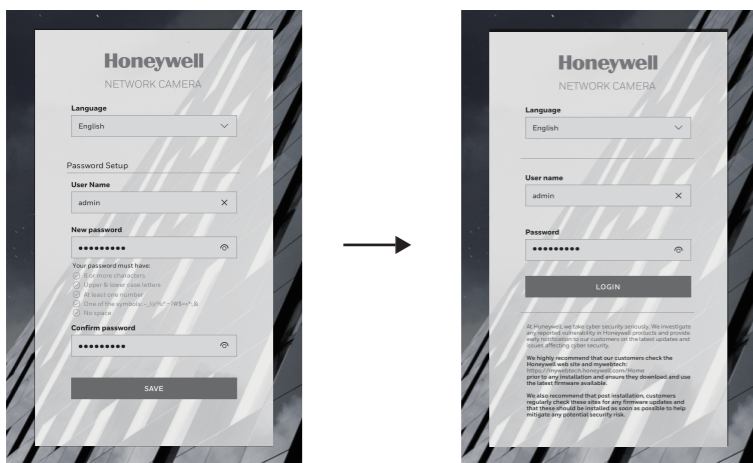 Honeywell
NETWORK CAMERA
Language
English
Password Setup
User Name
admin
New password
Your password must have:
8 or more characters
Upper & lower case letters
At least one number
No space
Confirm password
SAVE
Honeywell
NETWORK CAMERA
Language
English
User name
admin
Password
LOGIN
At Honeywell, we take cyber security seriously. We investigate
any reported vulnerability in Honeywell products and provide
early notification to our customers on the latest updates and
issues affecting cyber security.
We highly recommend that our customers check the
Honeywell web site and mywebtech:
https://mywebtech.honeywell.com/Home
prior to any installation and ensure they download and use
the latest firmware available.
We also recommend that post installation, customers
regularly check these sites for any firmware updates and
that these should be installed as soon as possible to help
mitigate any potential security risk.